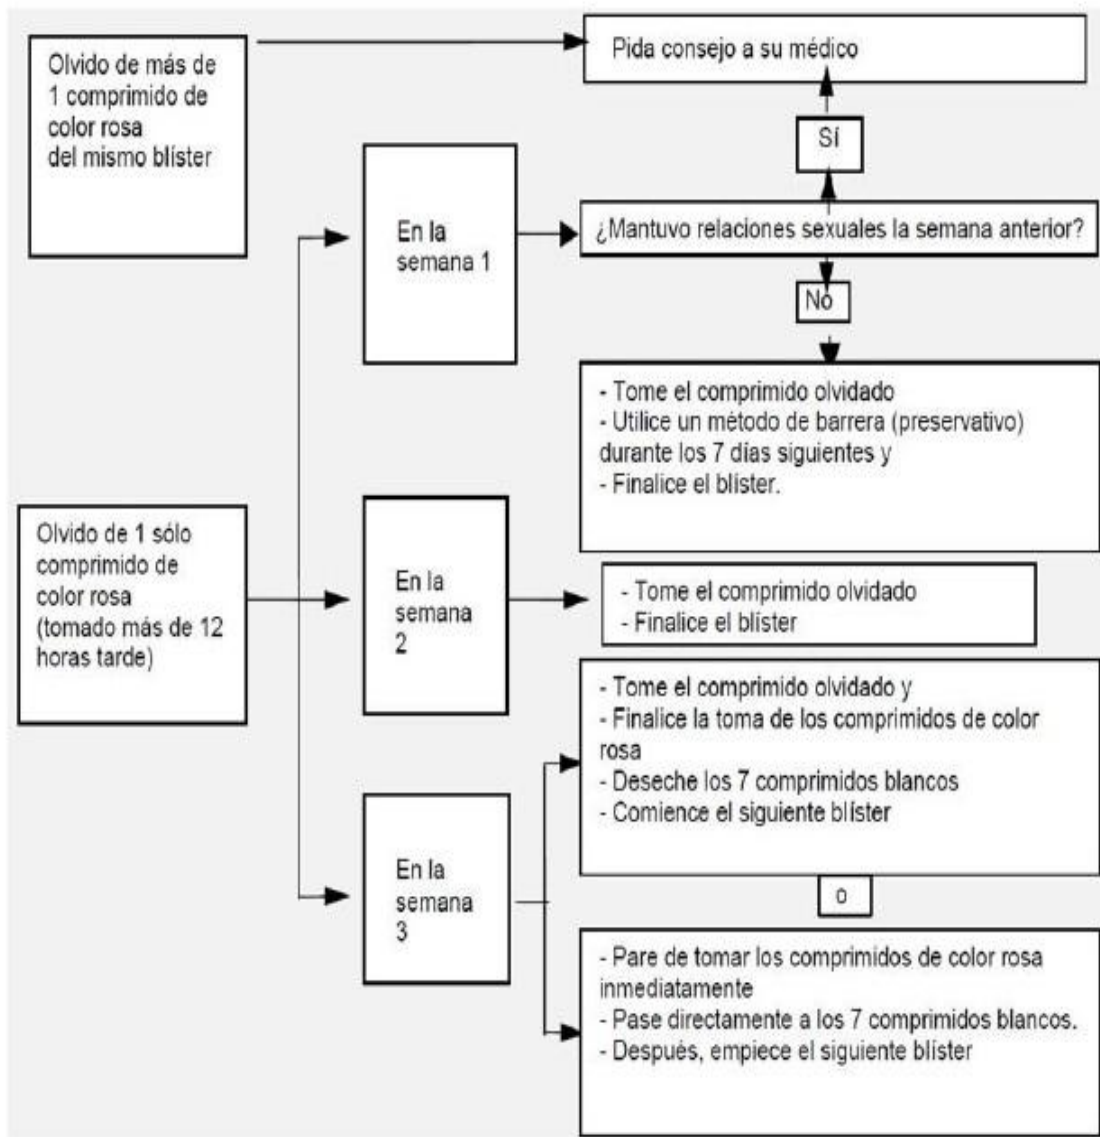 Olvido de más de
1 comprimido de
color rosa
del mismo blíster
Pida consejo a su médico
Sí
En la
semana 1
¿Mantuvo relaciones sexuales la semana anterior?
No
- Tome el comprimido olvidado
- Utilice un método de barrera (preservativo)
durante los 7 días siguientes y
- Finalice el blíster.
Olvido de 1 sólo
comprimido de
color rosa
(tomado más de 12
horas tarde)
En la
semana
2
- Tome el comprimido olvidado
- Finalice el blíster
- Tome el comprimido olvidado y
- Finalice la toma de los comprimidos de color
rosa
- Deseche los 7 comprimidos blancos
- Comience el siguiente blíster
En la
semana
3
o
- Pare de tomar los comprimidos de color rosa
inmediatamente
- Pase directamente a los 7 comprimidos blancos.
- Después, empiece el siguiente blíster